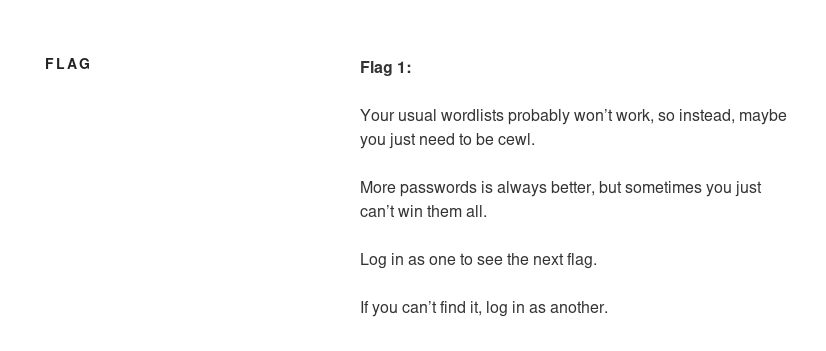 FLAG
Flag 1:
Your usual wordlists probably won’t work, so instead, maybe
you just need to be cewl.
More passwords is always better, but sometimes you just
can’t win them all.
Log in as one to see the next flag.
If you can’t find it, log in as another.